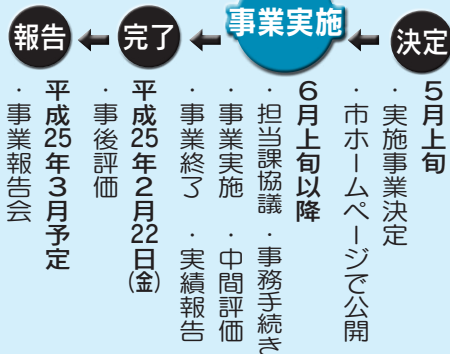 決定
5月上旬
・実施事業決定
・市ホームページで公開
事業実施
6月上旬以降
・担当課協議・事務手続き
・事業実施・中間評価
・事業終了・実績報告
完了
平成25年2月22日(金)
・事後評価
報告
平成25年3月予定
・事業報告会